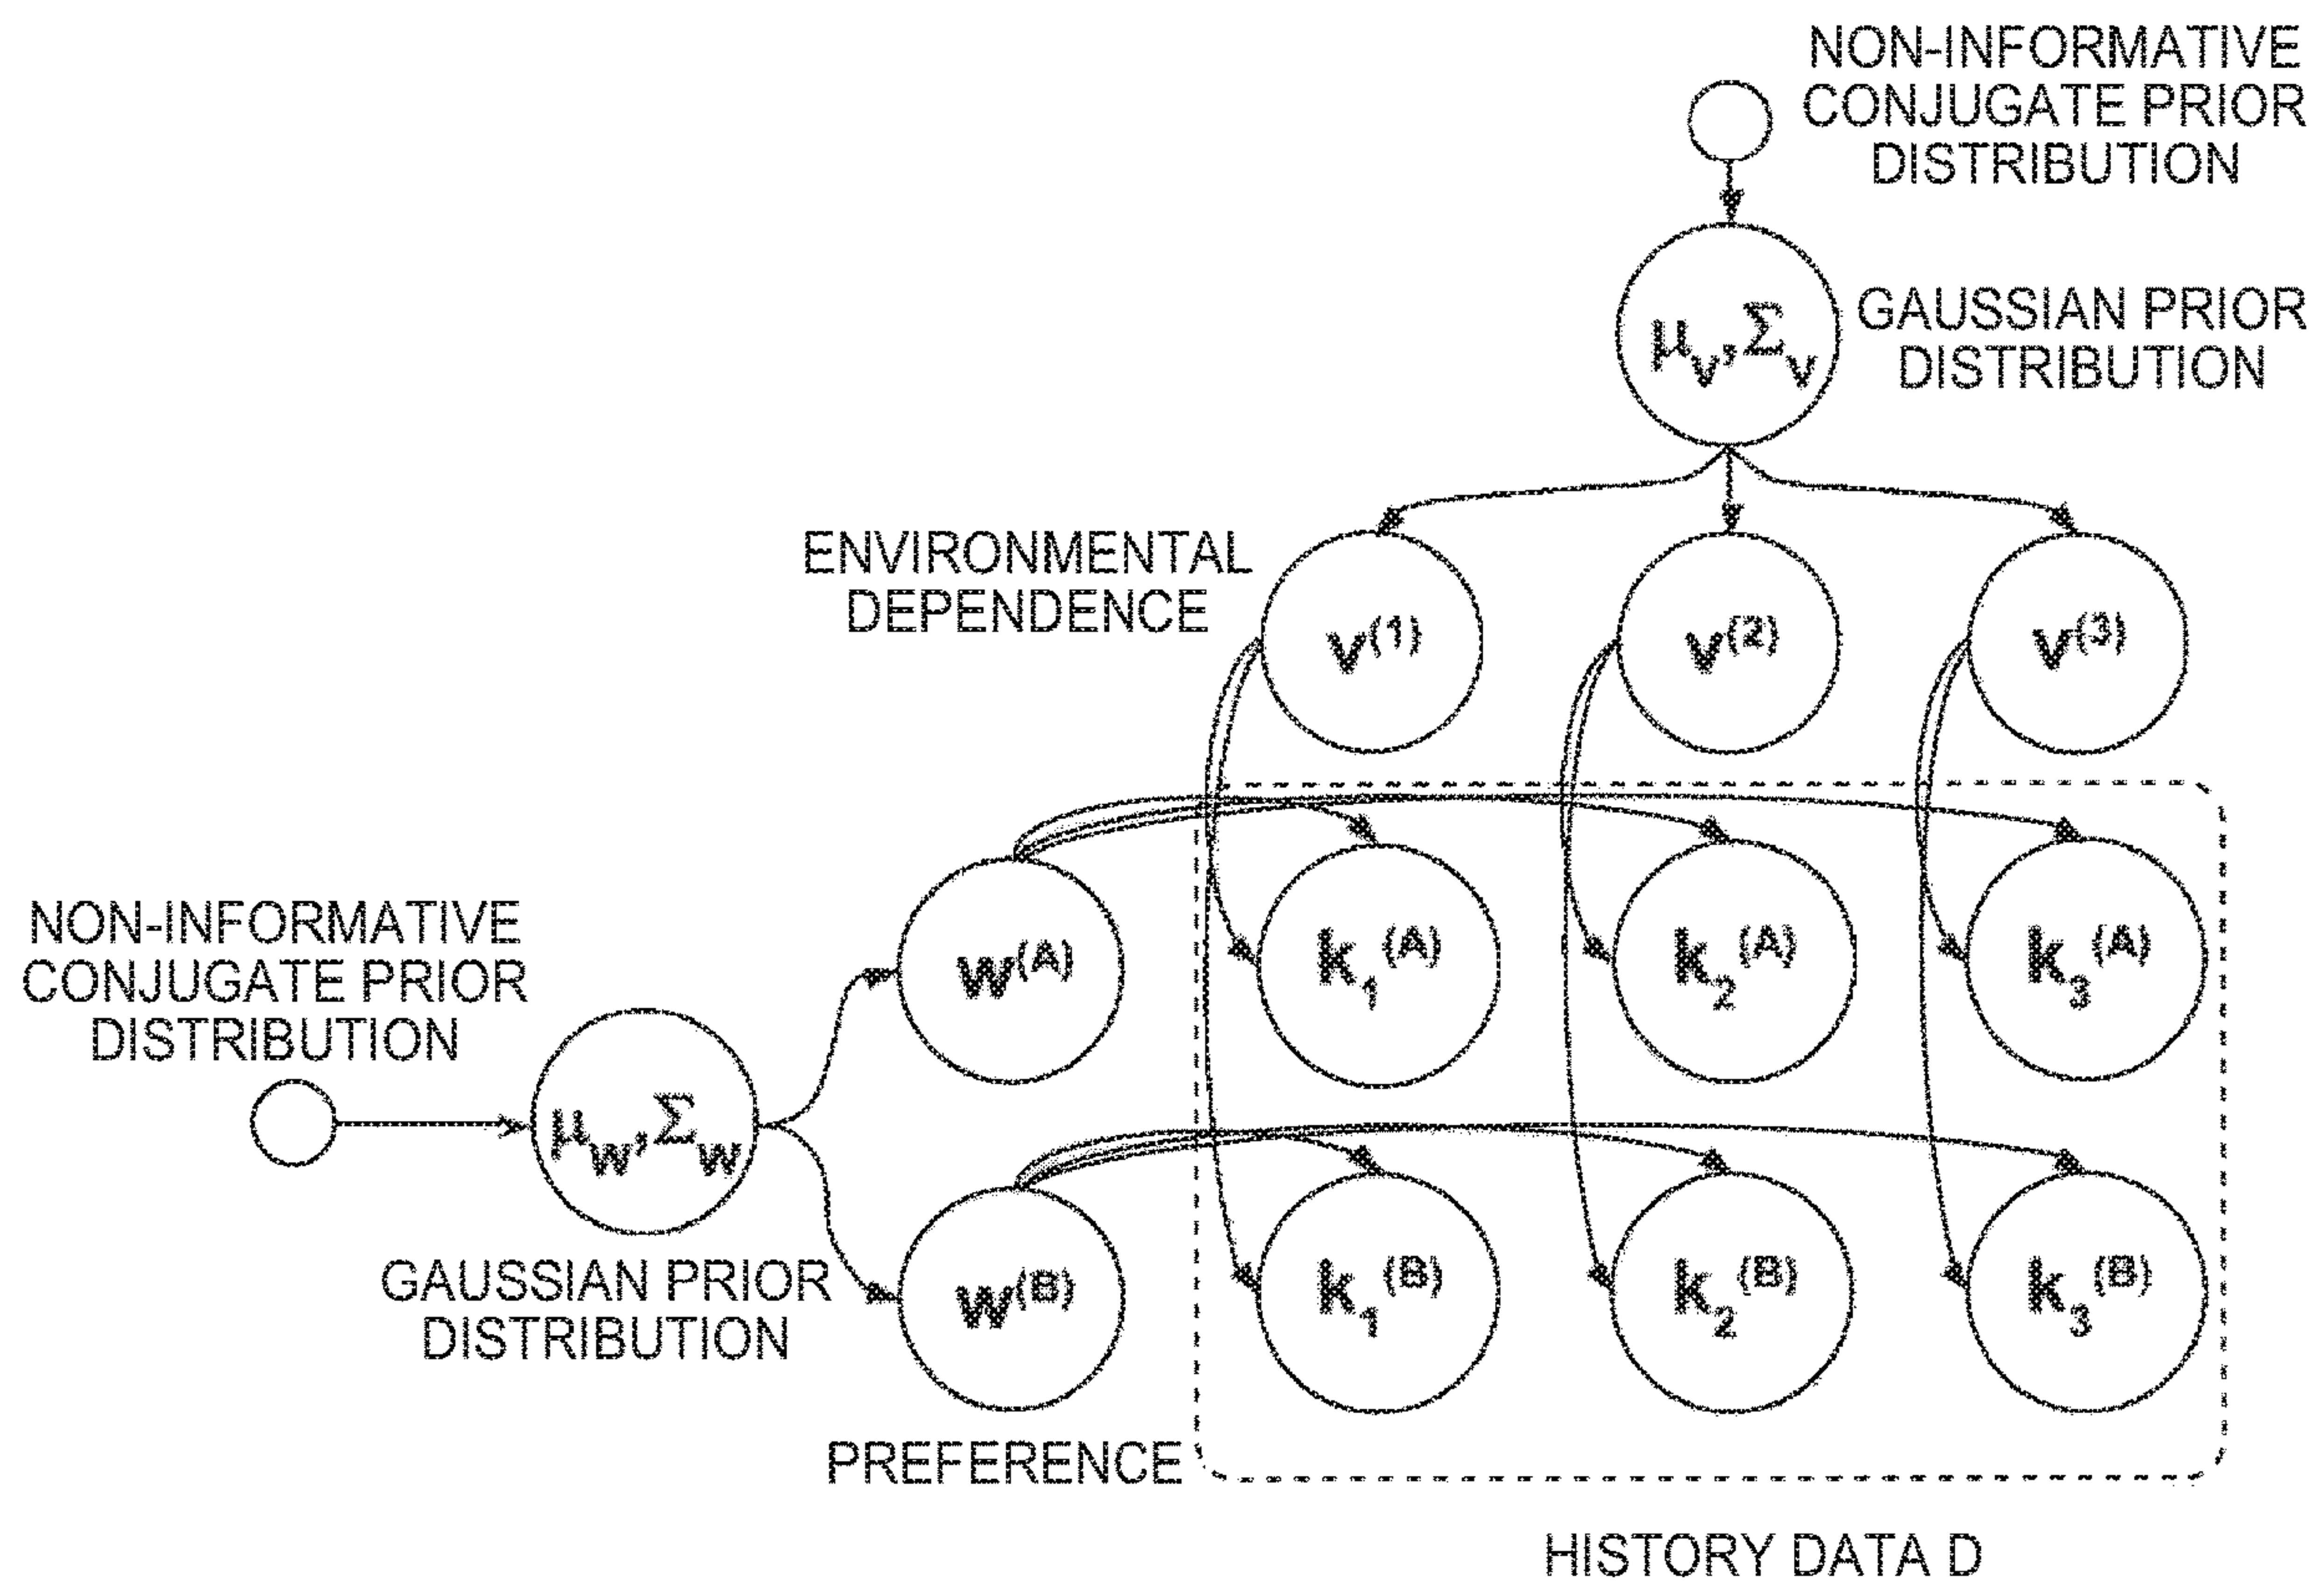 NON-INFORMATIVE
CONJUGATE PRIOR
DISTRIBUTION
μv,Σv
GAUSSIAN PRIOR
DISTRIBUTION
ENVIRONMENTAL
DEPENDENCE
v(1)
v(2)
v(3)
NON-INFORMATIVE
CONJUGATE PRIOR
DISTRIBUTION
w(A)
k1(A)
k2(A)
k3(A)
μw,Σw
GAUSSIAN PRIOR
DISTRIBUTION
w(B)
k1(B)
k2(B)
k3(B)
PREFERENCE
HISTORY DATA D